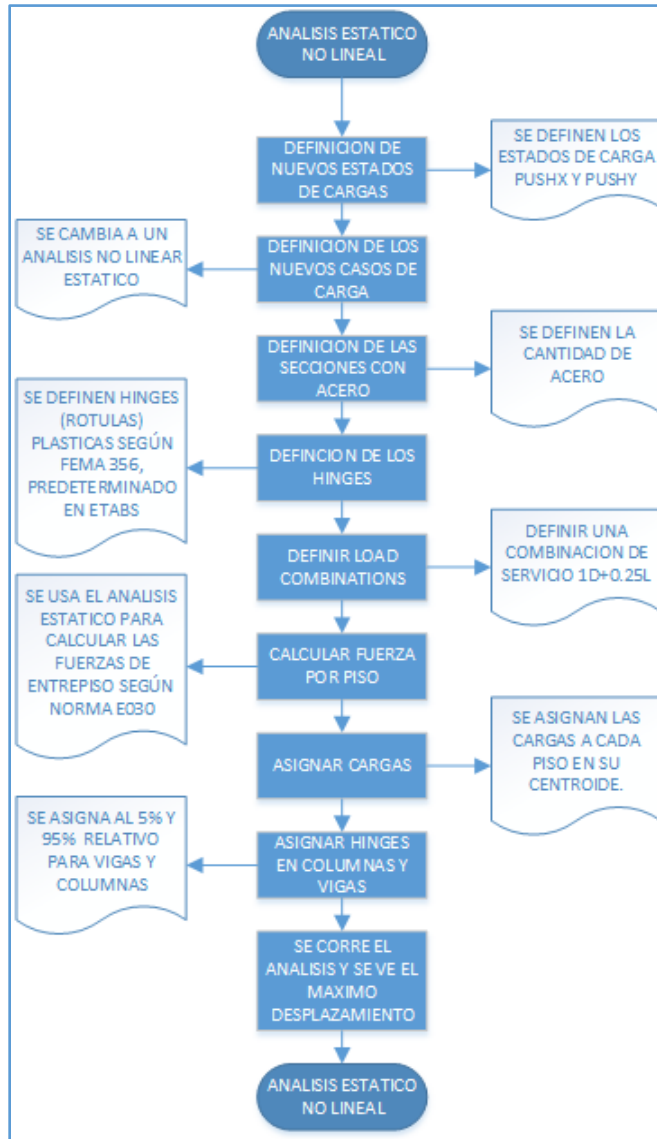 ANALISIS ESTATICO
NO LINEAL
DEFINICION DE
NUEVOS ESTADOS
DE CARGAS
SE DEFINEN LOS
ESTADOS DE CARGA
PUSHX Y PUSHY
SE CAMBIA A UN
ANALISIS NO LINEAR
ESTATICO
DEFINICION DE LOS
NUEVOS CASOS DE
CARGA
DEFINICION DE LAS
SECCIONES CON
ACERO
SE DEFINEN LA
CANTIDAD DE
ACERO
SE DEFINEN HINGES
(ROTULAS)
PLASTICAS SEGÚN
FEMA 356,
PREDETERMINADO
EN ETABS
DEFINCION DE LOS
HINGES
DEFINIR LOAD
COMBINATIONS
DEFINIR UNA
COMBINACION DE
SERVICIO 1D+0.25L
SE USA EL ANALISIS
ESTATICO PARA
CALCULAR LAS
FUERZAS DE
ENTREPISO SEGÚN
NORMA E030
CALCULAR FUERZA
POR PISO
ASIGNAR CARGAS
SE ASIGNAN LAS
CARGAS A CADA
PISO EN SU
CENTROIDE.
SE ASIGNA AL 5% Y
95% RELATIVO
PARA VIGAS Y
COLUMNAS
ASIGNAR HINGES
EN COLUMNAS Y
VIGAS
SE CORRE EL
ANALISIS Y SE VE EL
MAXIMO
DESPLAZAMIENTO
ANALISIS ESTATICO
NO LINEAL